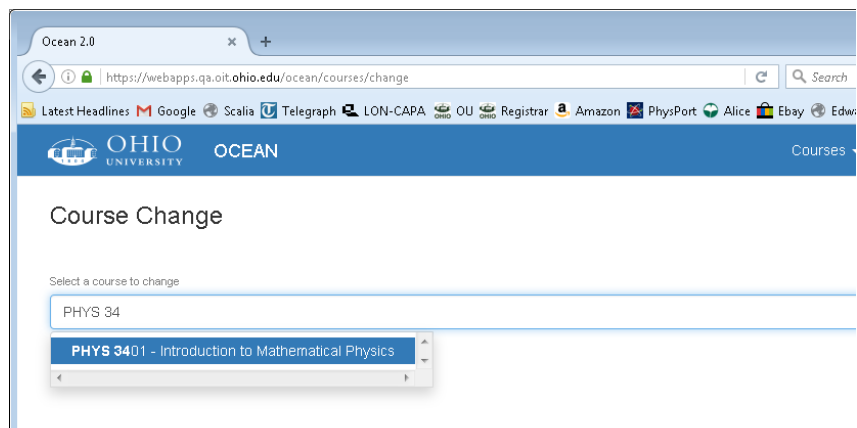 Ocean 2.0
https://webapps.qa.oit.ohio.edu/ocean/courses/change Search
Latest Headlines Google Scalia Telegraph LON-CAPA OU Registrar Amazon PhysPort Alice Ebay Edwa
OHIO UNIVERSITY OCEAN Courses
Course Change
Select a course to change
PHYS 34
PHYS 3401 - Introduction to Mathematical Physics